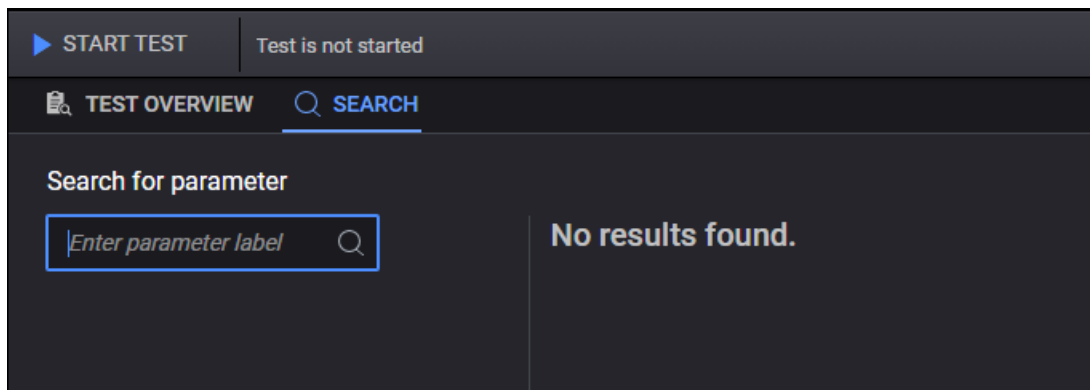 START TEST
Test is not started
TEST OVERVIEW
SEARCH
Search for parameter
Enter parameter label
No results found.